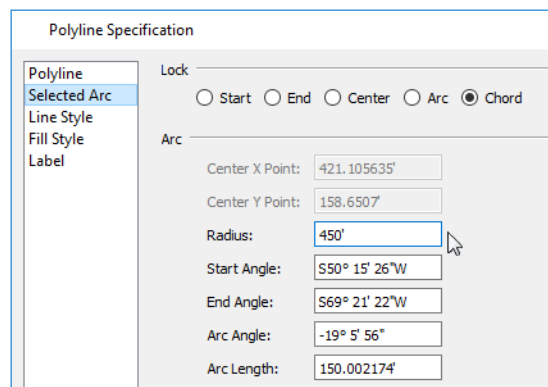 Polyline Specification
Polyline
Selected Arc
Line Style
Fill Style
Label
Lock
Start End Center Arc Chord
Arc
Center X Point: 421.105635'
Center Y Point: 158.6507'
Radius: 450'
Start Angle: S50° 15' 26"W
End Angle: S69° 21' 22"W
Arc Angle: -19° 5' 56"
Arc Length: 150.002174'